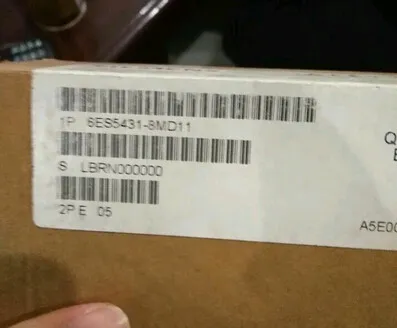 1P 6ES5431-8MD11
S LBRN000000
2P E 05
Q
E
A5E00